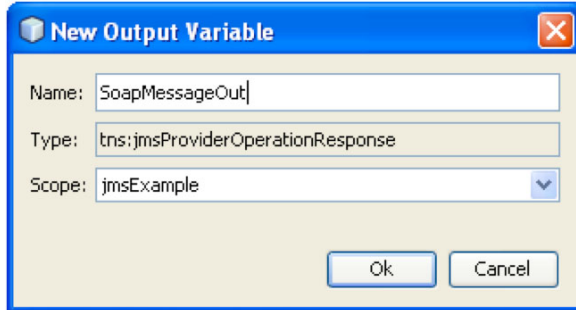 New Output Variable
Name: SoapMessageOut
Type: tns:jmsProviderOperationResponse
Scope: jmsExample
Ok Cancel